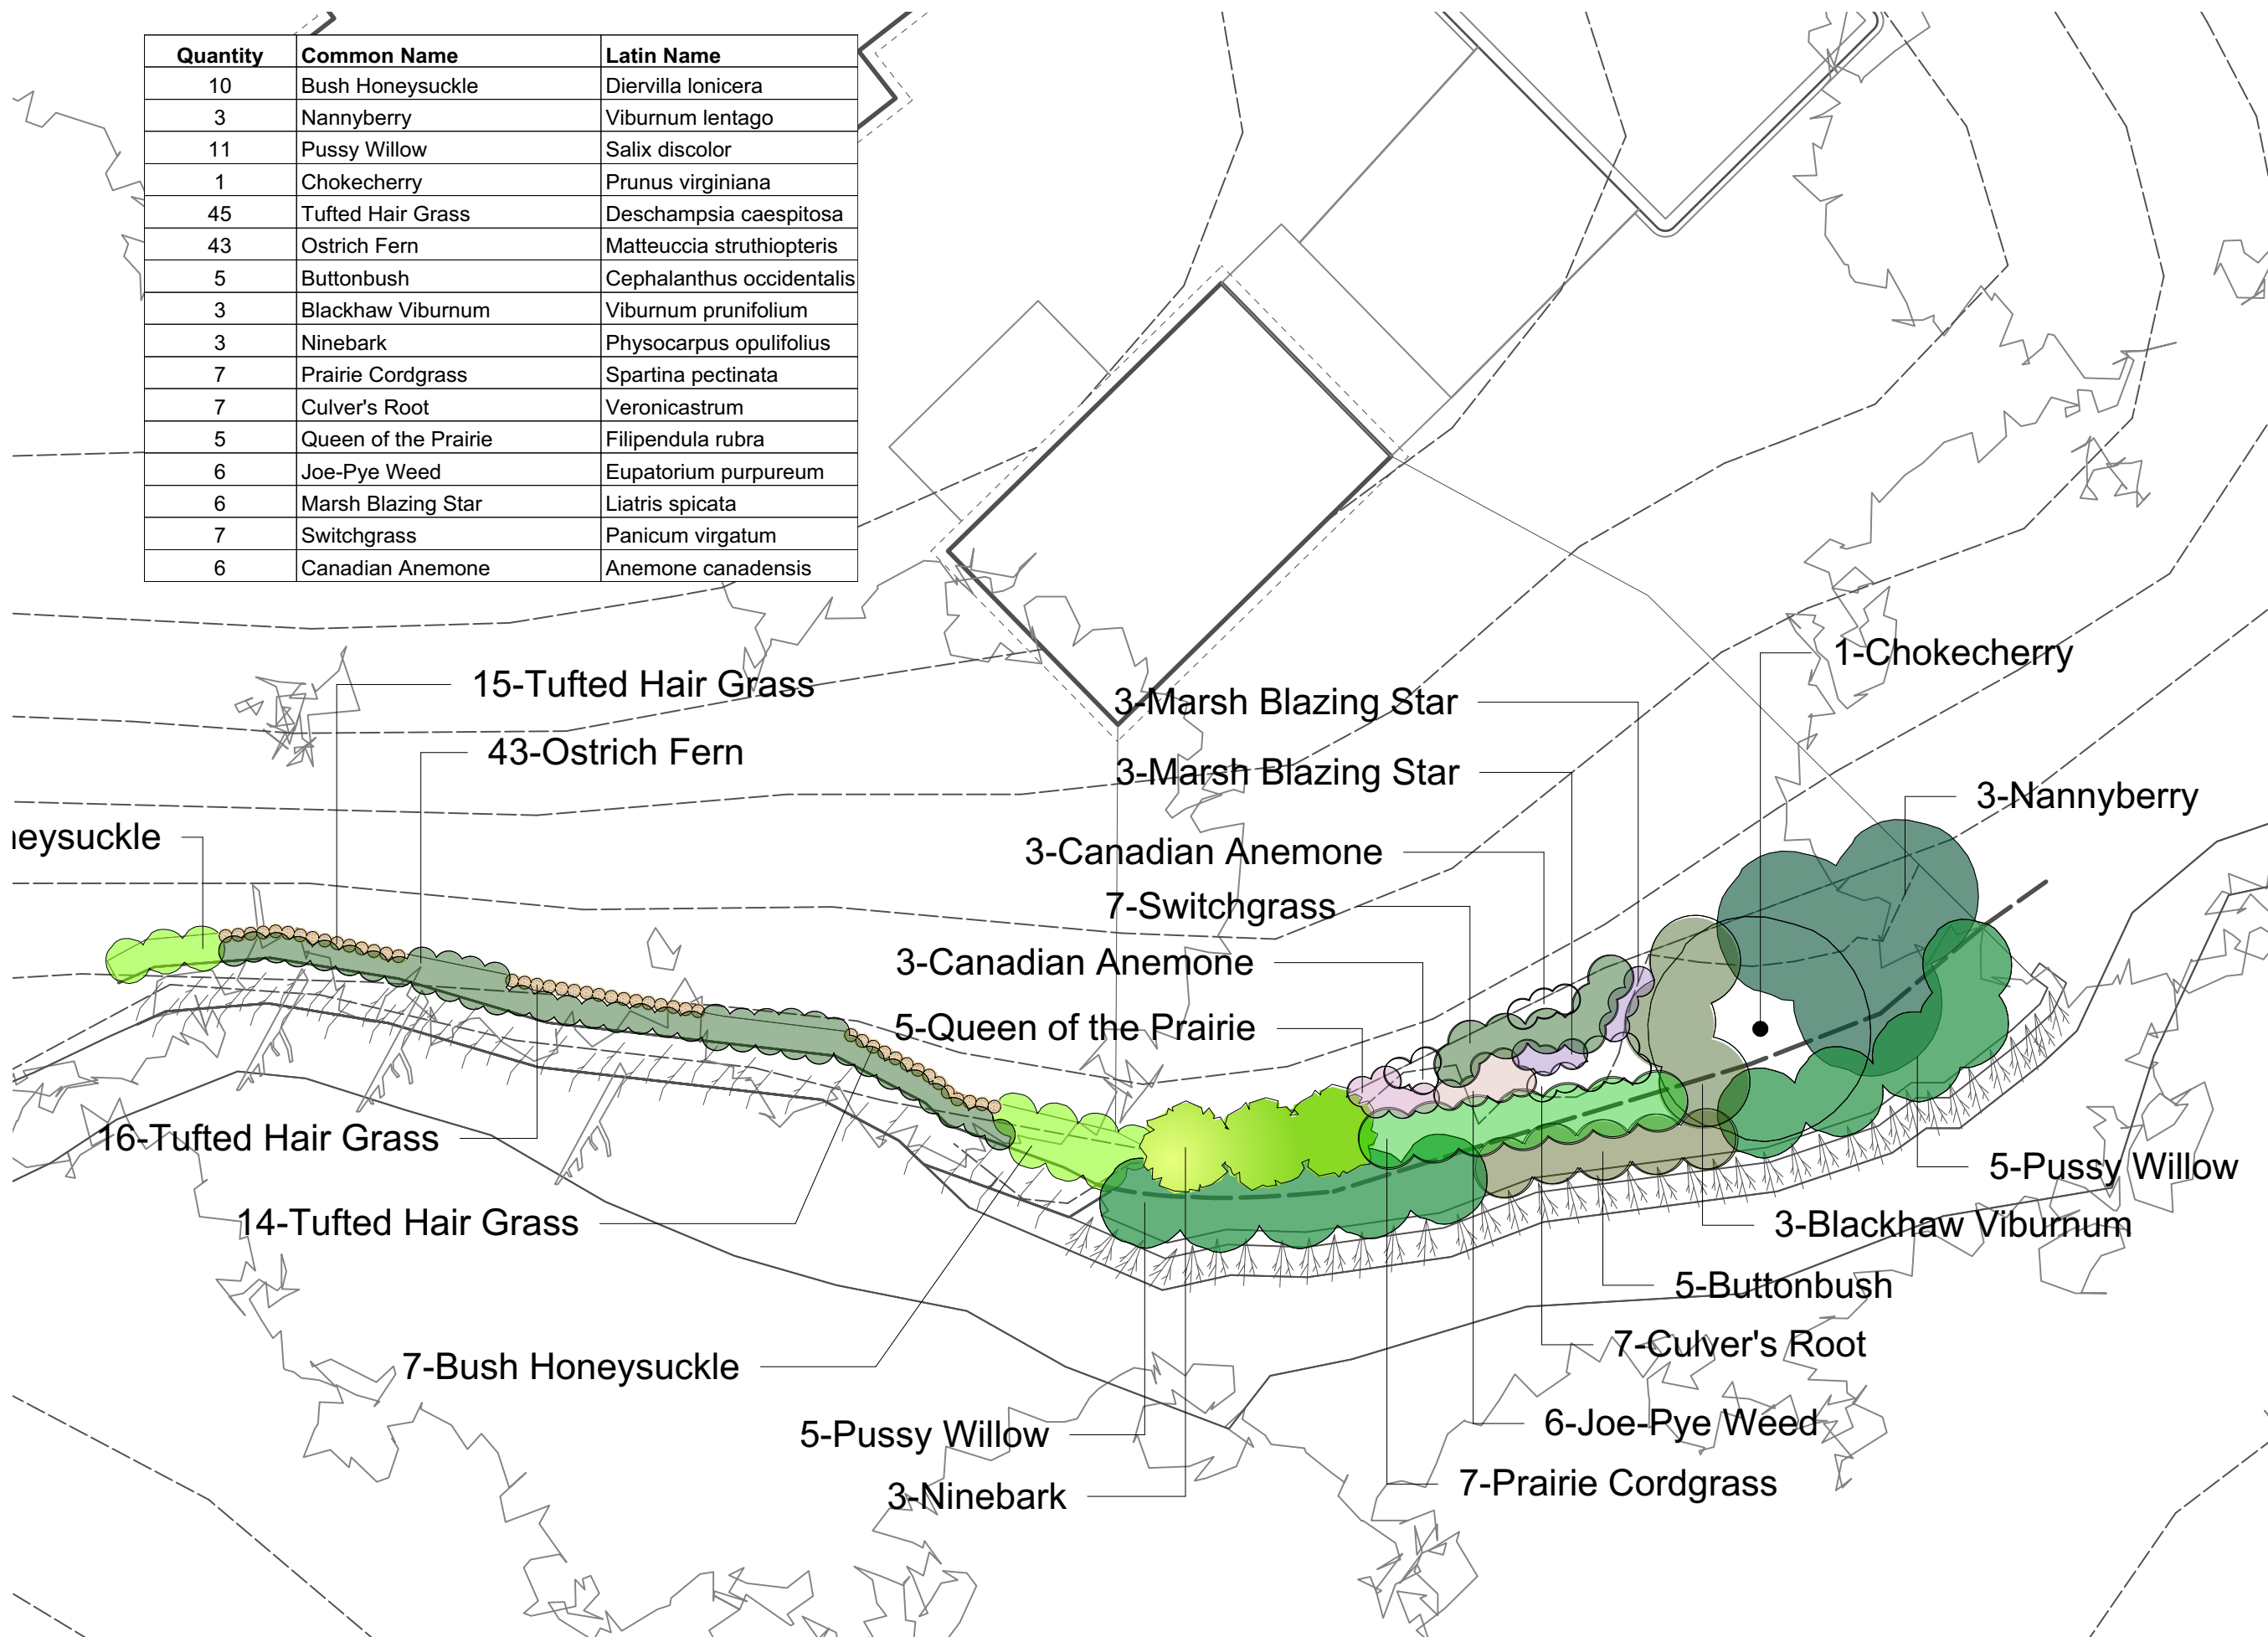 Quantity Common Name Latin Name
10 Bush Honeysuckle Diervilla lonicera
3 Nannyberry Viburnum lentago
11 Pussy Willow Salix discolor
1 Chokecherry Prunus virginiana
45 Tufted Hair Grass Deschampsia caespitosa
43 Ostrich Fern Matteuccia struthiopteris
5 Buttonbush Cephalanthus occidentalis
3 Blackhaw Viburnum Viburnum prunifolium
3 Ninebark Physocarpus opulifolius
7 Prairie Cordgrass Spartina pectinata
7 Culver's Root Veronicastrum
5 Queen of the Prairie Filipendula rubra
6 Joe-Pye Weed Eupatorium purpureum
6 Marsh Blazing Star Liatris spicata
7 Switchgrass Panicum virgatum
6 Canadian Anemone Anemone canadensis
1-Chokecherry
15-Tufted Hair Grass
3-Marsh Blazing Star
43-Ostrich Fern
3-Marsh Blazing Star
3-Nannyberry
neysuckle
3-Canadian Anemone
7-Switchgrass
3-Canadian Anemone
5-Queen of the Prairie
16-Tufted Hair Grass
5-Pussy Willow
14-Tufted Hair Grass
3-Blackhaw Viburnum
5-Buttonbush
7-Culver's Root
7-Bush Honeysuckle
6-Joe-Pye Weed
5-Pussy Willow
7-Prairie Cordgrass
3-Ninebark